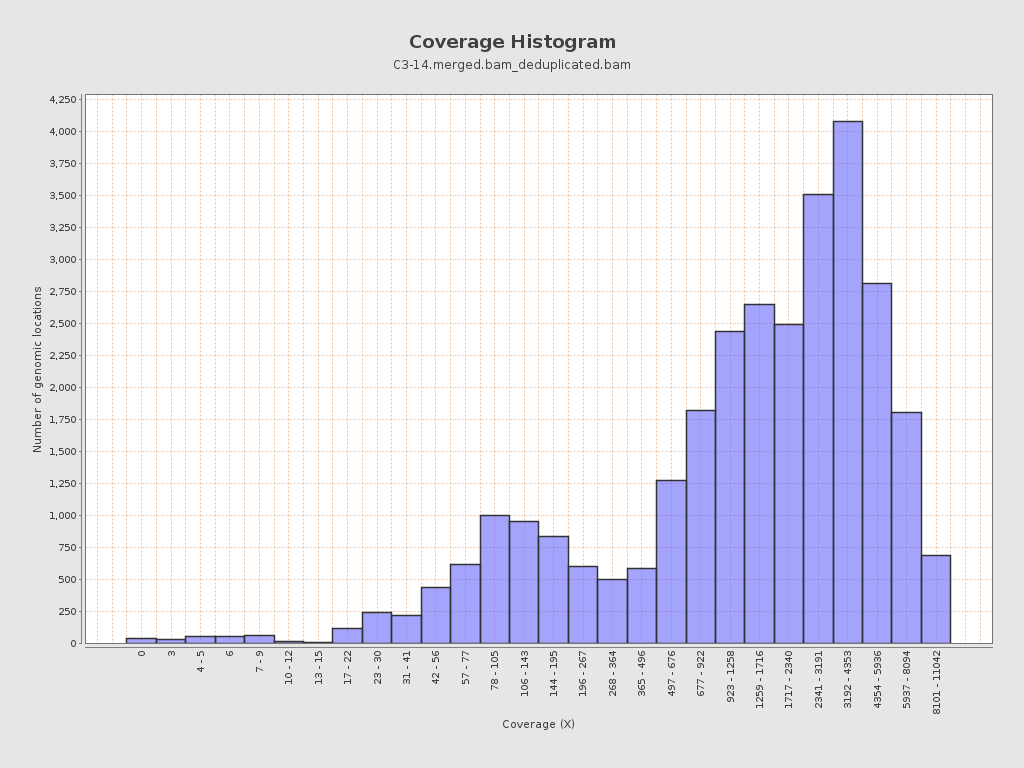 Coverage Histogram
C3-14.merged.bam_deduplicated.bam
Number of genomic locations
4,250
4,000
3,750
3,500
3,250
3,000
2,750
2,500
2,250
2,000
1,750
1,500
1,250
1,000
750
500
250
0
0
3
4 - 5
6
7 - 9
10 - 12
13 - 15
17 - 22
23 - 30
31 - 41
42 - 56
57 - 77
78 - 105
106 - 143
144 - 195
196 - 267
268 - 364
365 - 496
497 - 676
677 - 922
923 - 1258
1259 - 1716
1717 - 2340
2341 - 3191
3192 - 4353
4354 - 5936
5937 - 8094
8101 - 11042
Coverage (X)